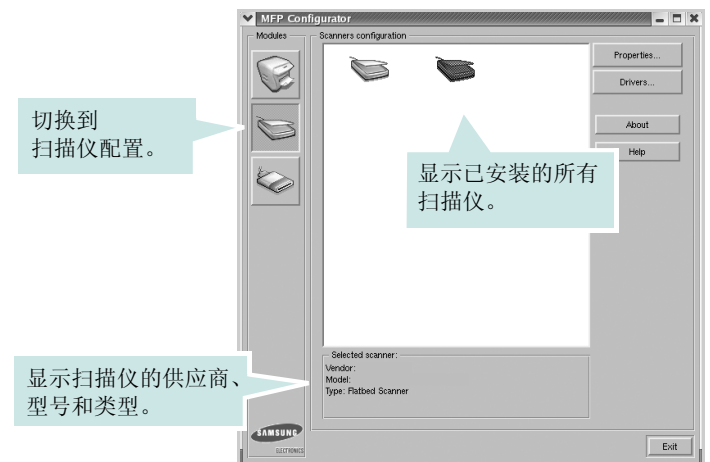 MFP Configurator
Modules
Scanners configuration
Properties...
Drivers...
About
Help
切换到
扫描仪配置。
显示已安装的所有
扫描仪。
Selected scanner:
Vendor:
Model:
Type: Flatbed Scanner
显示扫描仪的供应商、
型号和类型。
SAMSUNG
ELECTRONICS
Exit